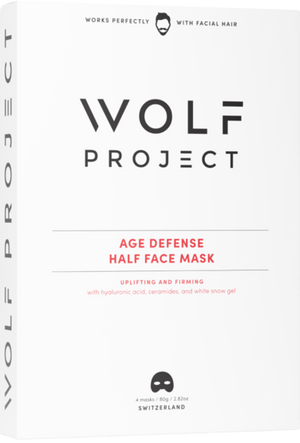 WORKS PERFECTLY WITH FACIAL HAIR
WOLF
PROJECT
AGE DEFENSE
HALF FACE MASK
UPLIFTING AND FIRMING
with hyaluronic acid, ceramides, and white snow gel
4 masks / 80g / 2.82oz
SWITZERLAND
WOLF PROJECT